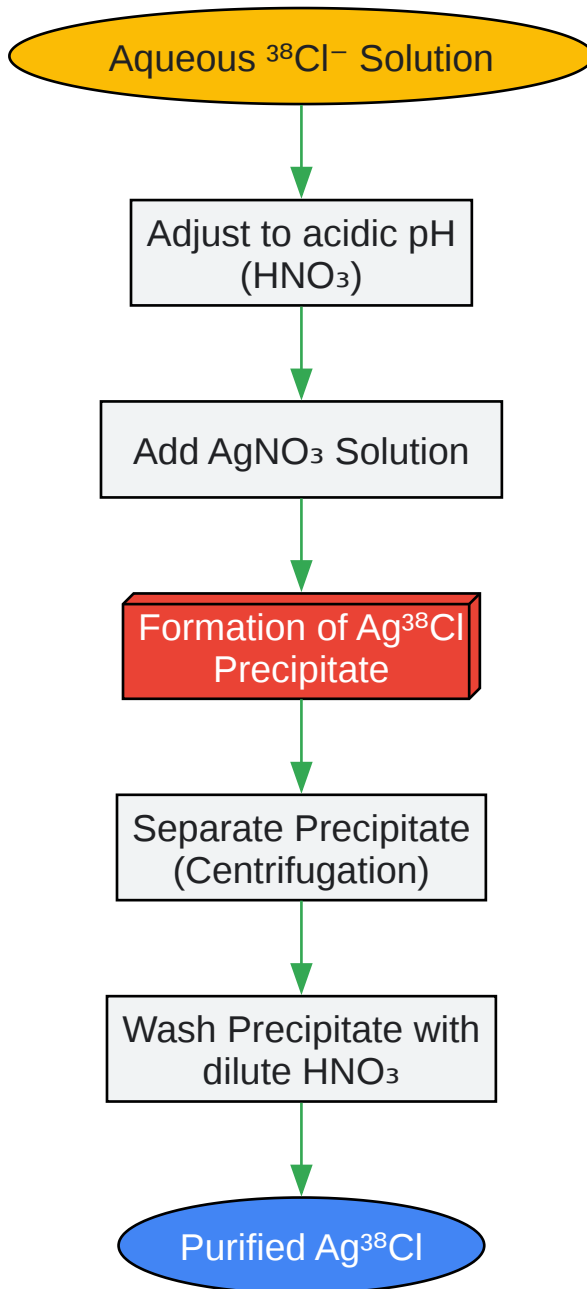 Aqueous ³⁸Cl⁻ Solution
Adjust to acidic pH
(HNO₃)
Add AgNO₃ Solution
Formation of Ag³⁸Cl
Precipitate
Separate Precipitate
(Centrifugation)
Wash Precipitate with
dilute HNO₃
Purified Ag³⁸Cl